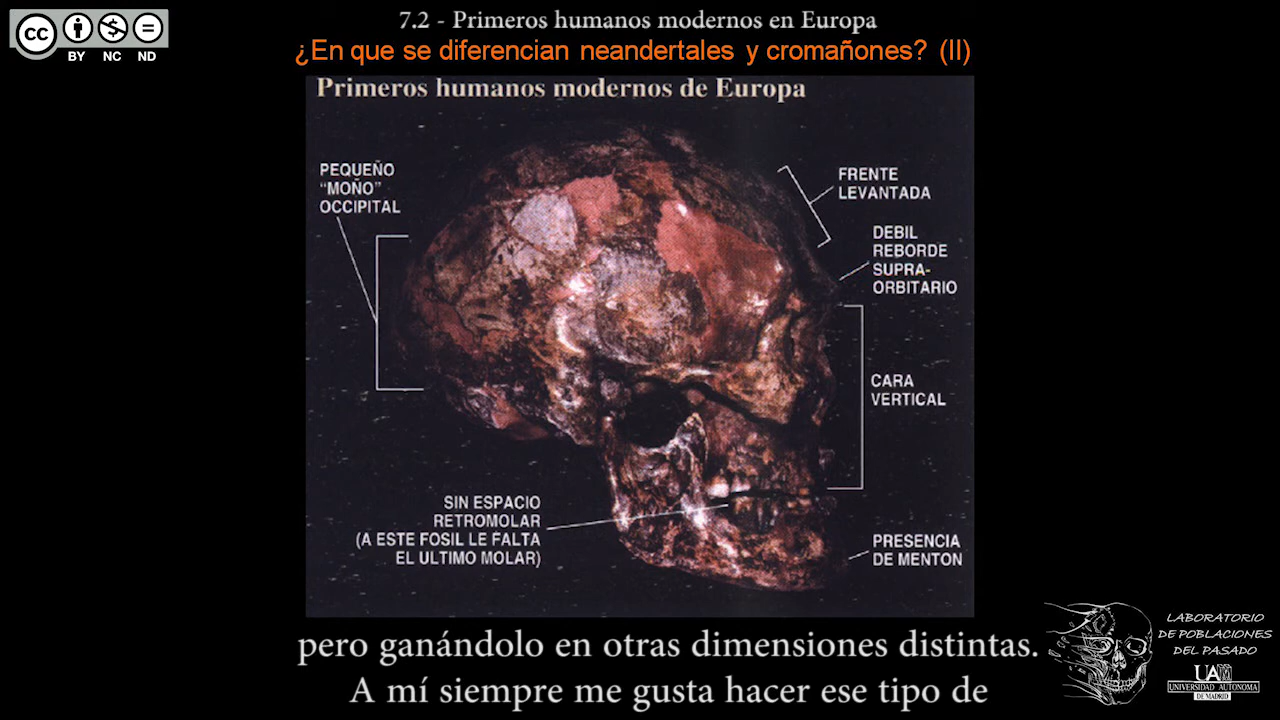 7.2 - Primeros humanos modernos en Europa
¿En que se diferencian neandertales y cromañones? (II)
cc
BY NC ND
Primeros humanos modernos de Europa
PEQUEÑO
“MOÑO”
OCCIPITAL
FRENTE
LEVANTADA
DEBIL
REBORDE
SUPRA-
ORBITARIO
CARA
VERTICAL
SIN ESPACIO
RETROMOLAR
(A ESTE FOSIL LE FALTA
EL ULTIMO MOLAR)
PRESENCIA
DE MENTON
pero ganándolo en otras dimensiones distintas.
A mí siempre me gusta hacer ese tipo de
LABORATORIO
DE POBLACIONES
DEL PASADO
UAM
UNIVERSIDAD AUTONOMA
DE MADRID